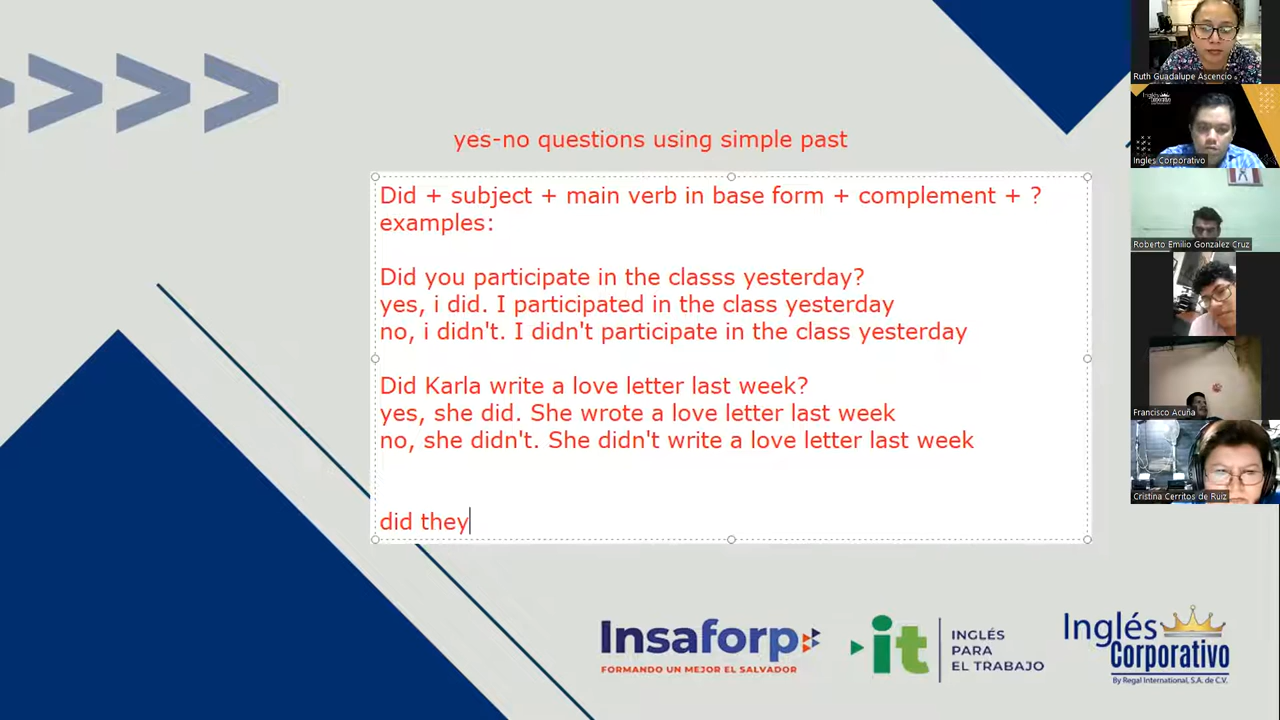 yes-no questions using simple past
Did + subject + main verb in base form + complement + ?
examples:
Did you participate in the classs yesterday?
yes, i did. I participated in the class yesterday
no, i didn't. I didn't participate in the class yesterday
Did Karla write a love letter last week?
yes, she did. She wrote a love letter last week
no, she didn't. She didn't write a love letter last week
did they
Insaforp
FORMANDO UN MEJOR EL SALVADOR
it
INGLÉS
PARA
EL TRABAJO
Inglés
Corporativo
By Regal International, S.A. de C.V.
Ruth Guadalupe Ascencio
Inglés
Corporativo
Ingles Corporativo
Roberto Emilio Gonzalez Cruz
Francisco Acuña
Cristina Cerritos de Ruiz